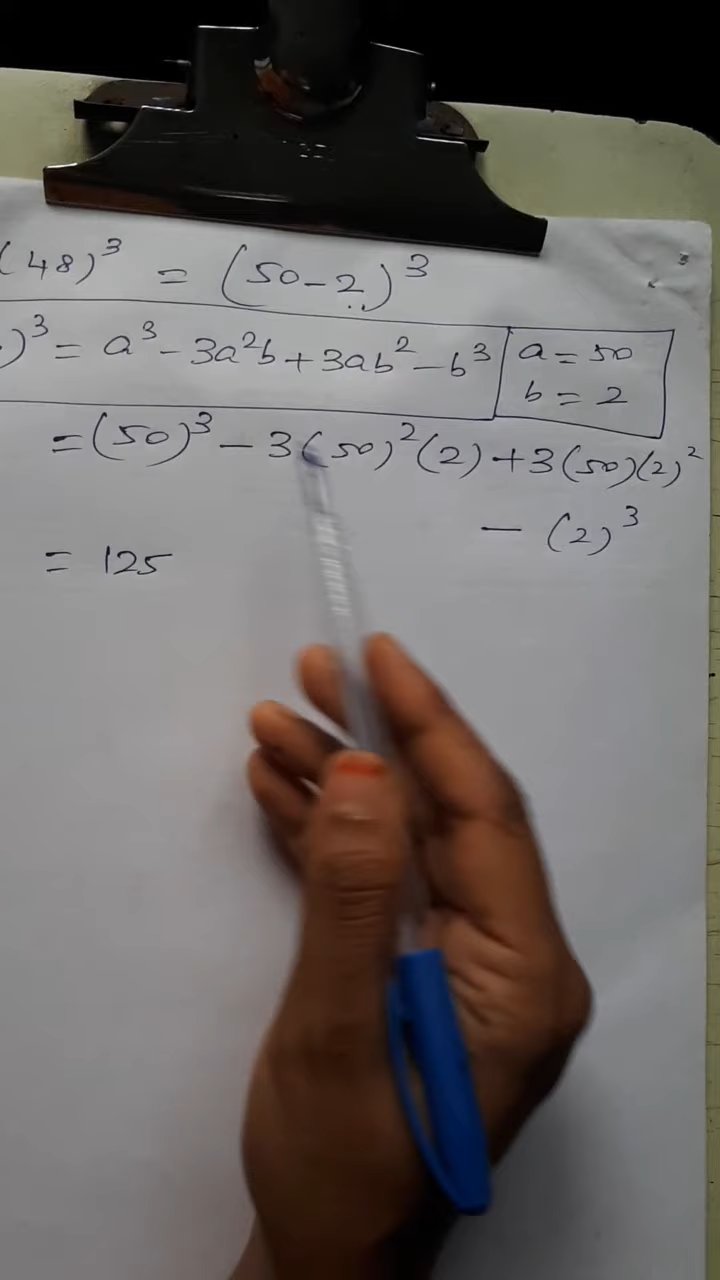 (48)³ = (50-2)³
)³ = a³ - 3a²b + 3ab² - b³ a = 50
b = 2
= (50)³ - 3(50)²(2) + 3(50)(2)²
- (2)³
= 125